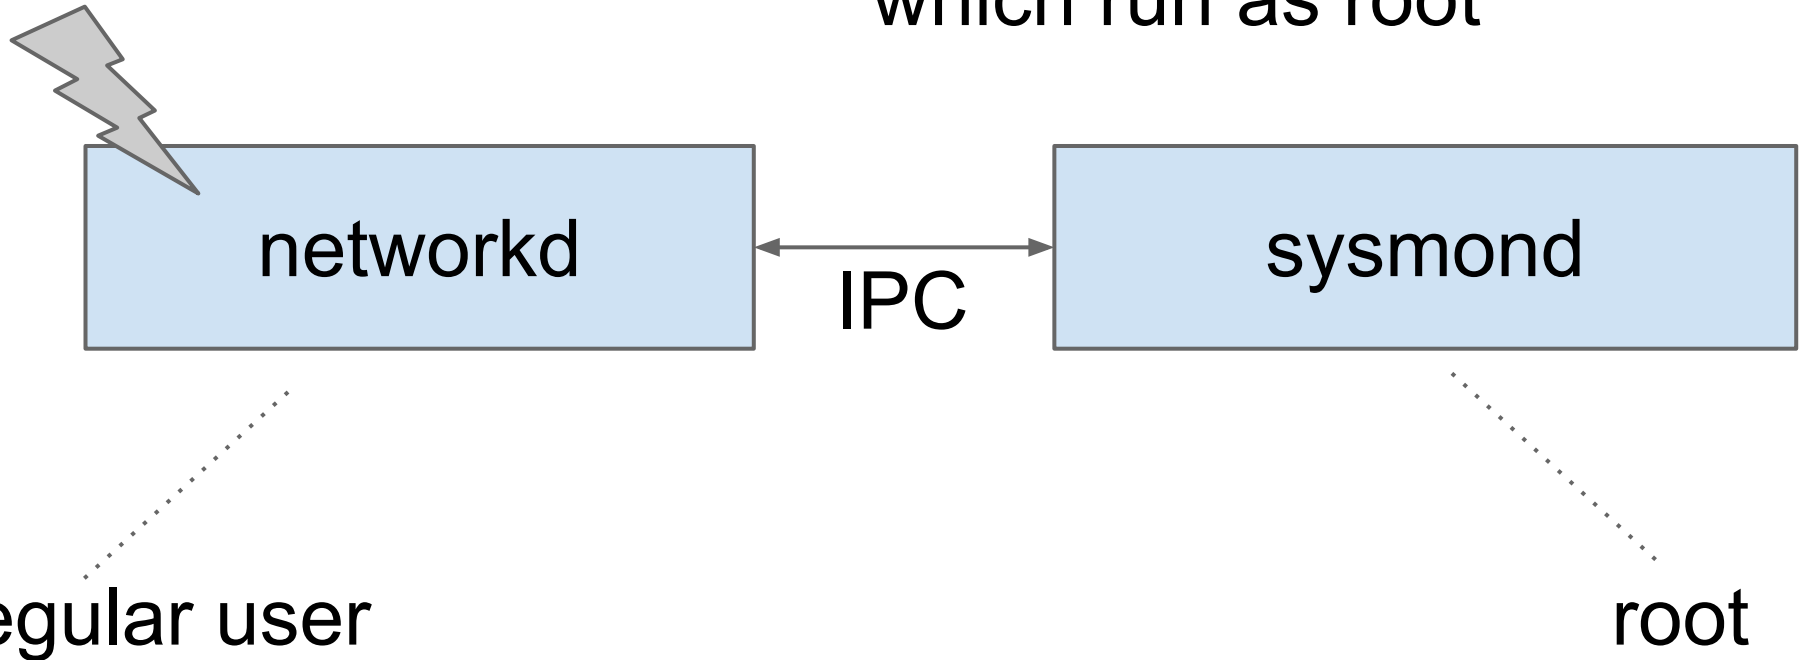 which run as root
networkd
sysmond
IPC
egular user
root